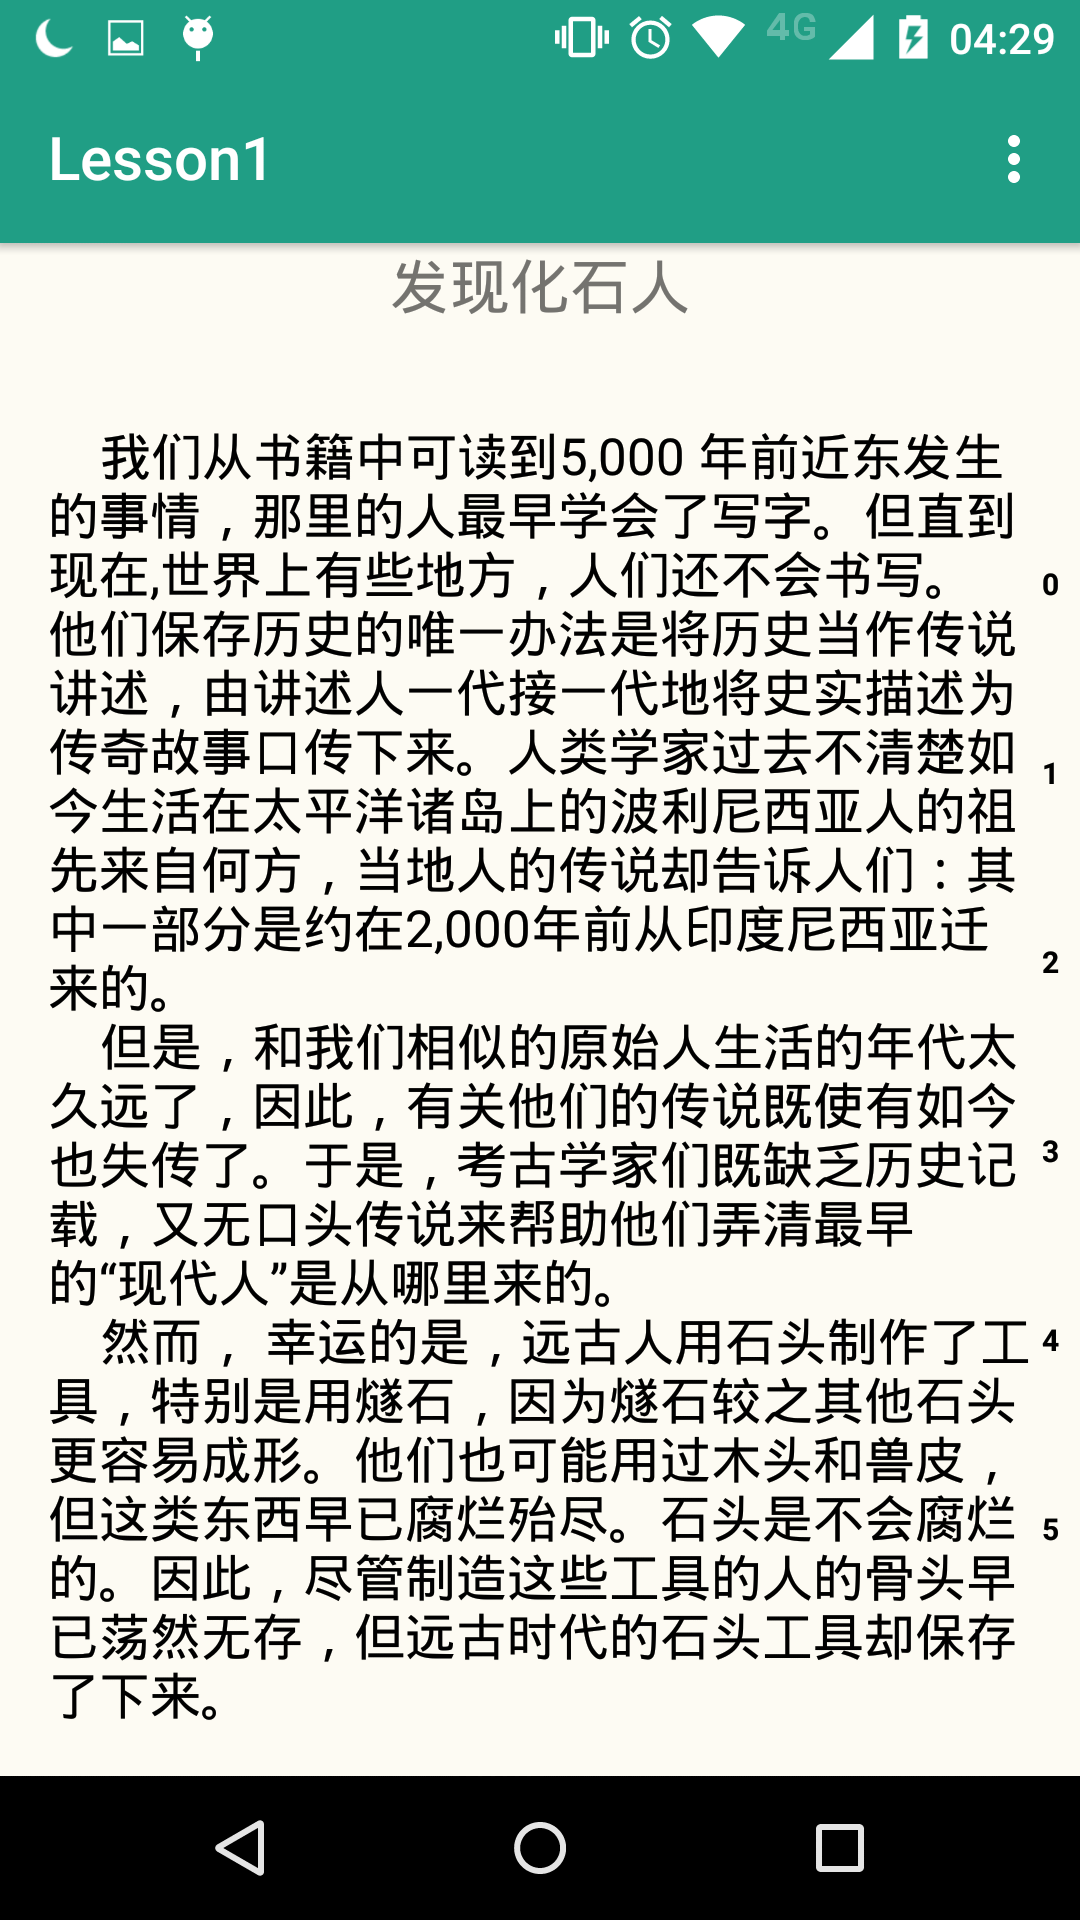 4G 04:29
Lesson1
发现化石人
我们从书籍中可读到5,000 年前近东发生
的事情，那里的人最早学会了写字。但直到
现在,世界上有些地方，人们还不会书写。
0
他们保存历史的唯一办法是将历史当作传说
讲述，由讲述人一代接一代地将史实描述为
传奇故事口传下来。人类学家过去不清楚如
1
今生活在太平洋诸岛上的波利尼西亚人的祖
先来自何方，当地人的传说却告诉人们：其
中一部分是约在2,000年前从印度尼西亚迁
2
来的。
但是，和我们相似的原始人生活的年代太
久远了，因此，有关他们的传说既使有如今
也失传了。于是，考古学家们既缺乏历史记
3
载，又无口头传说来帮助他们弄清最早
的“现代人”是从哪里来的。
然而， 幸运的是，远古人用石头制作了工
4
具，特别是用燧石，因为燧石较之其他石头
更容易成形。他们也可能用过木头和兽皮，
但这类东西早已腐烂殆尽。石头是不会腐烂
5
的。因此，尽管制造这些工具的人的骨头早
已荡然无存，但远古时代的石头工具却保存
了下来。